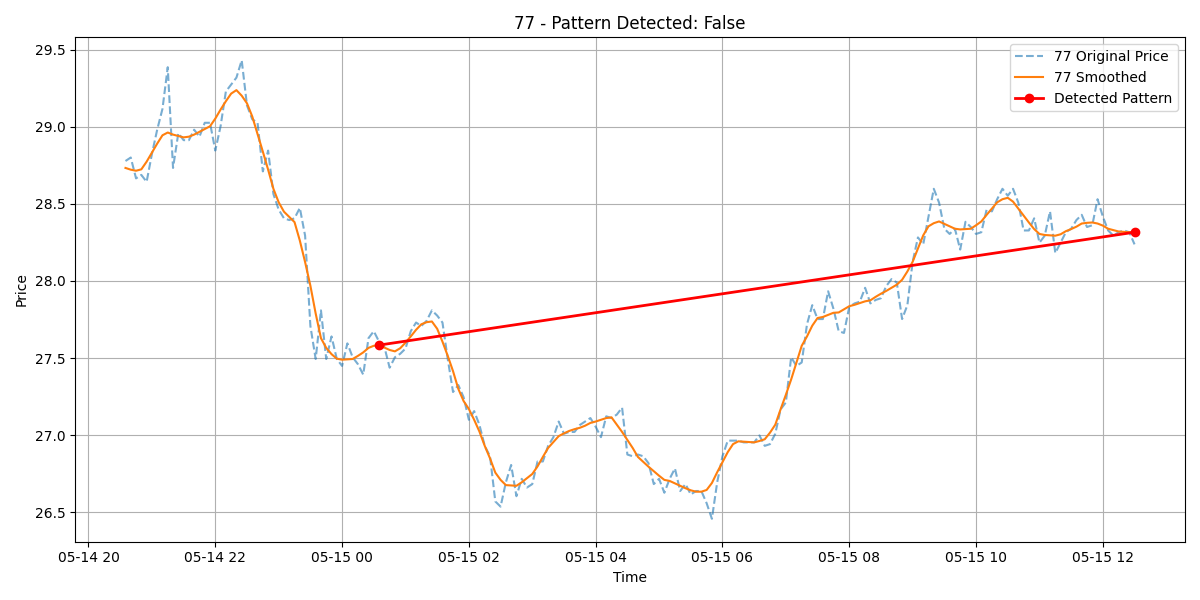 77 - Pattern Detected: False
77 Original Price
77 Smoothed
Detected Pattern
Price
29.5
29.0
28.5
28.0
27.5
27.0
26.5
05-14 20
05-14 22
05-15 00
05-15 02
05-15 04
05-15 06
05-15 08
05-15 10
05-15 12
Time